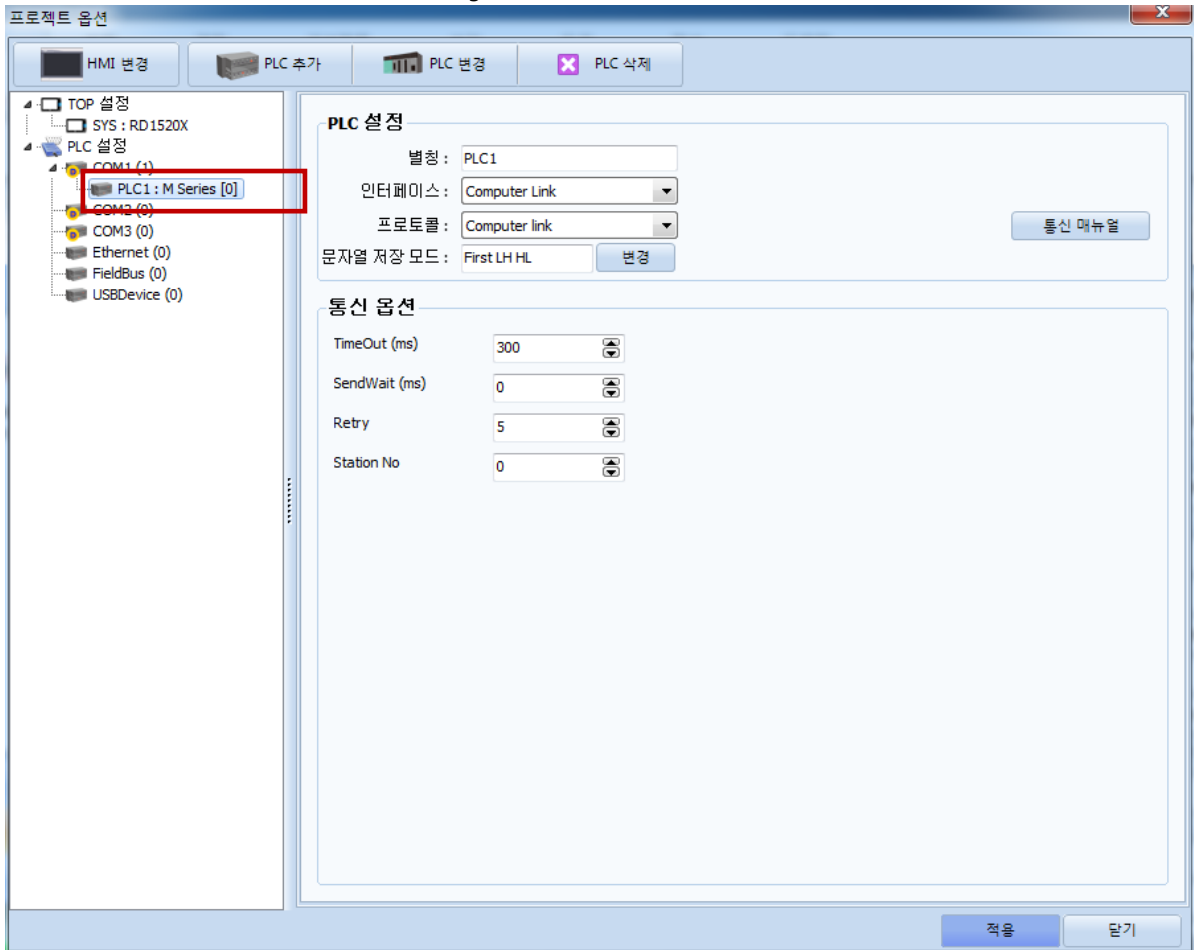 프로젝트 옵션
X
HMI 변경
PLC 추가
PLC 변경
PLC 삭제
TOP 설정
SYS : RD1520X
PLC 설정
COM1 (1)
PLC1 : M Series [0]
COM2 (0)
COM3 (0)
Ethernet (0)
FieldBus (0)
USBDevice (0)
PLC 설정
별칭 : PLC1
인터페이스 : Computer Link
프로토콜 : Computer link
통신 매뉴얼
문자열 저장 모드 : First LH HL 변경
통신 옵션
TimeOut (ms) 300
SendWait (ms) 0
Retry 5
Station No 0
적용
닫기